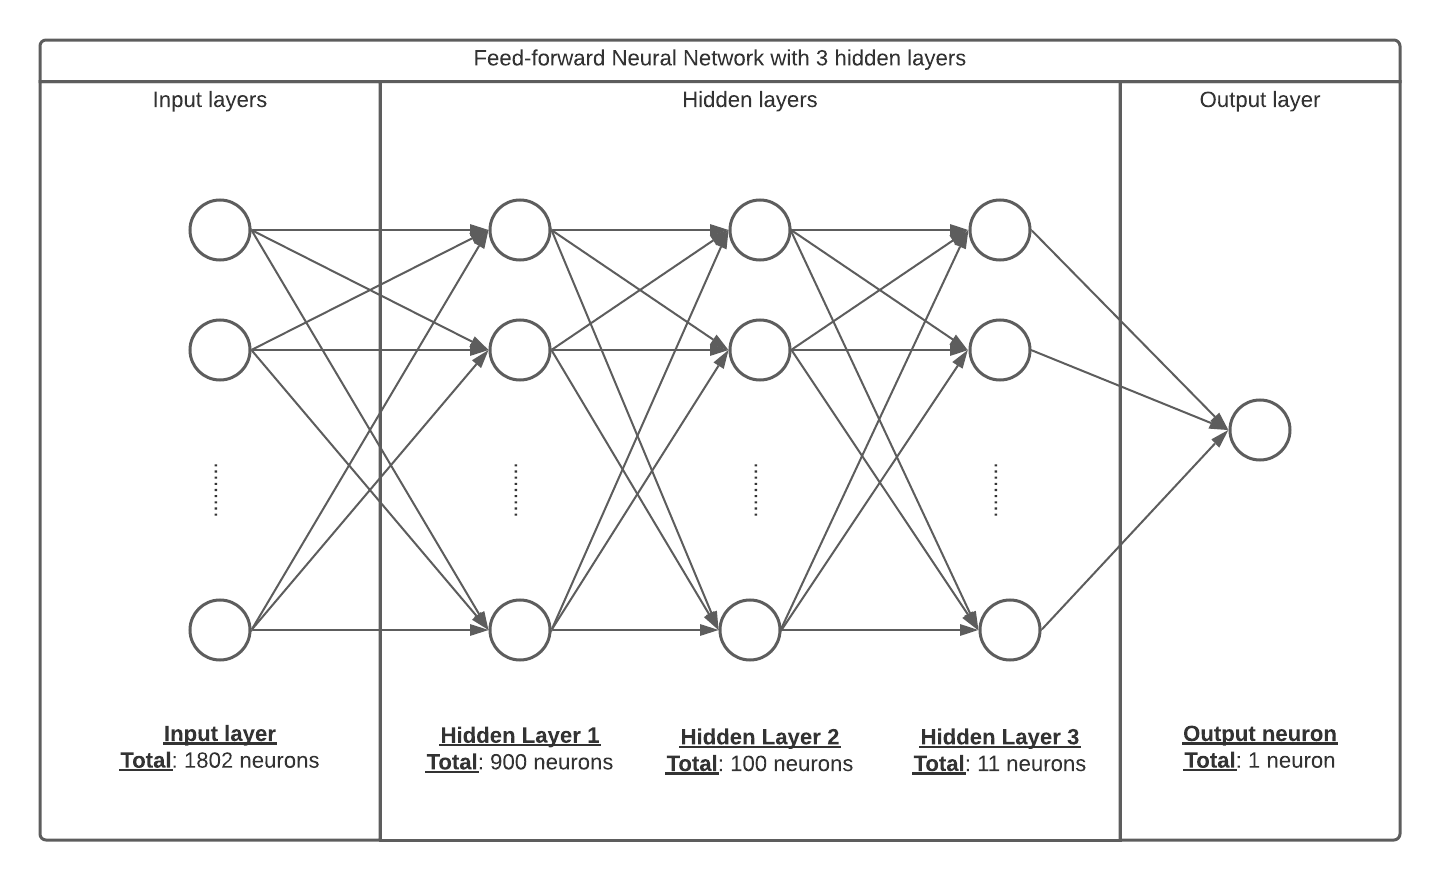 Feed-forward Neural Network with 3 hidden layers
Input layers
Hidden layers
Output layer
Input layer
Total: 1802 neurons
Hidden Layer 1
Total: 900 neurons
Hidden Layer 2
Total: 100 neurons
Hidden Layer 3
Total: 11 neurons
Output neuron
Total: 1 neuron